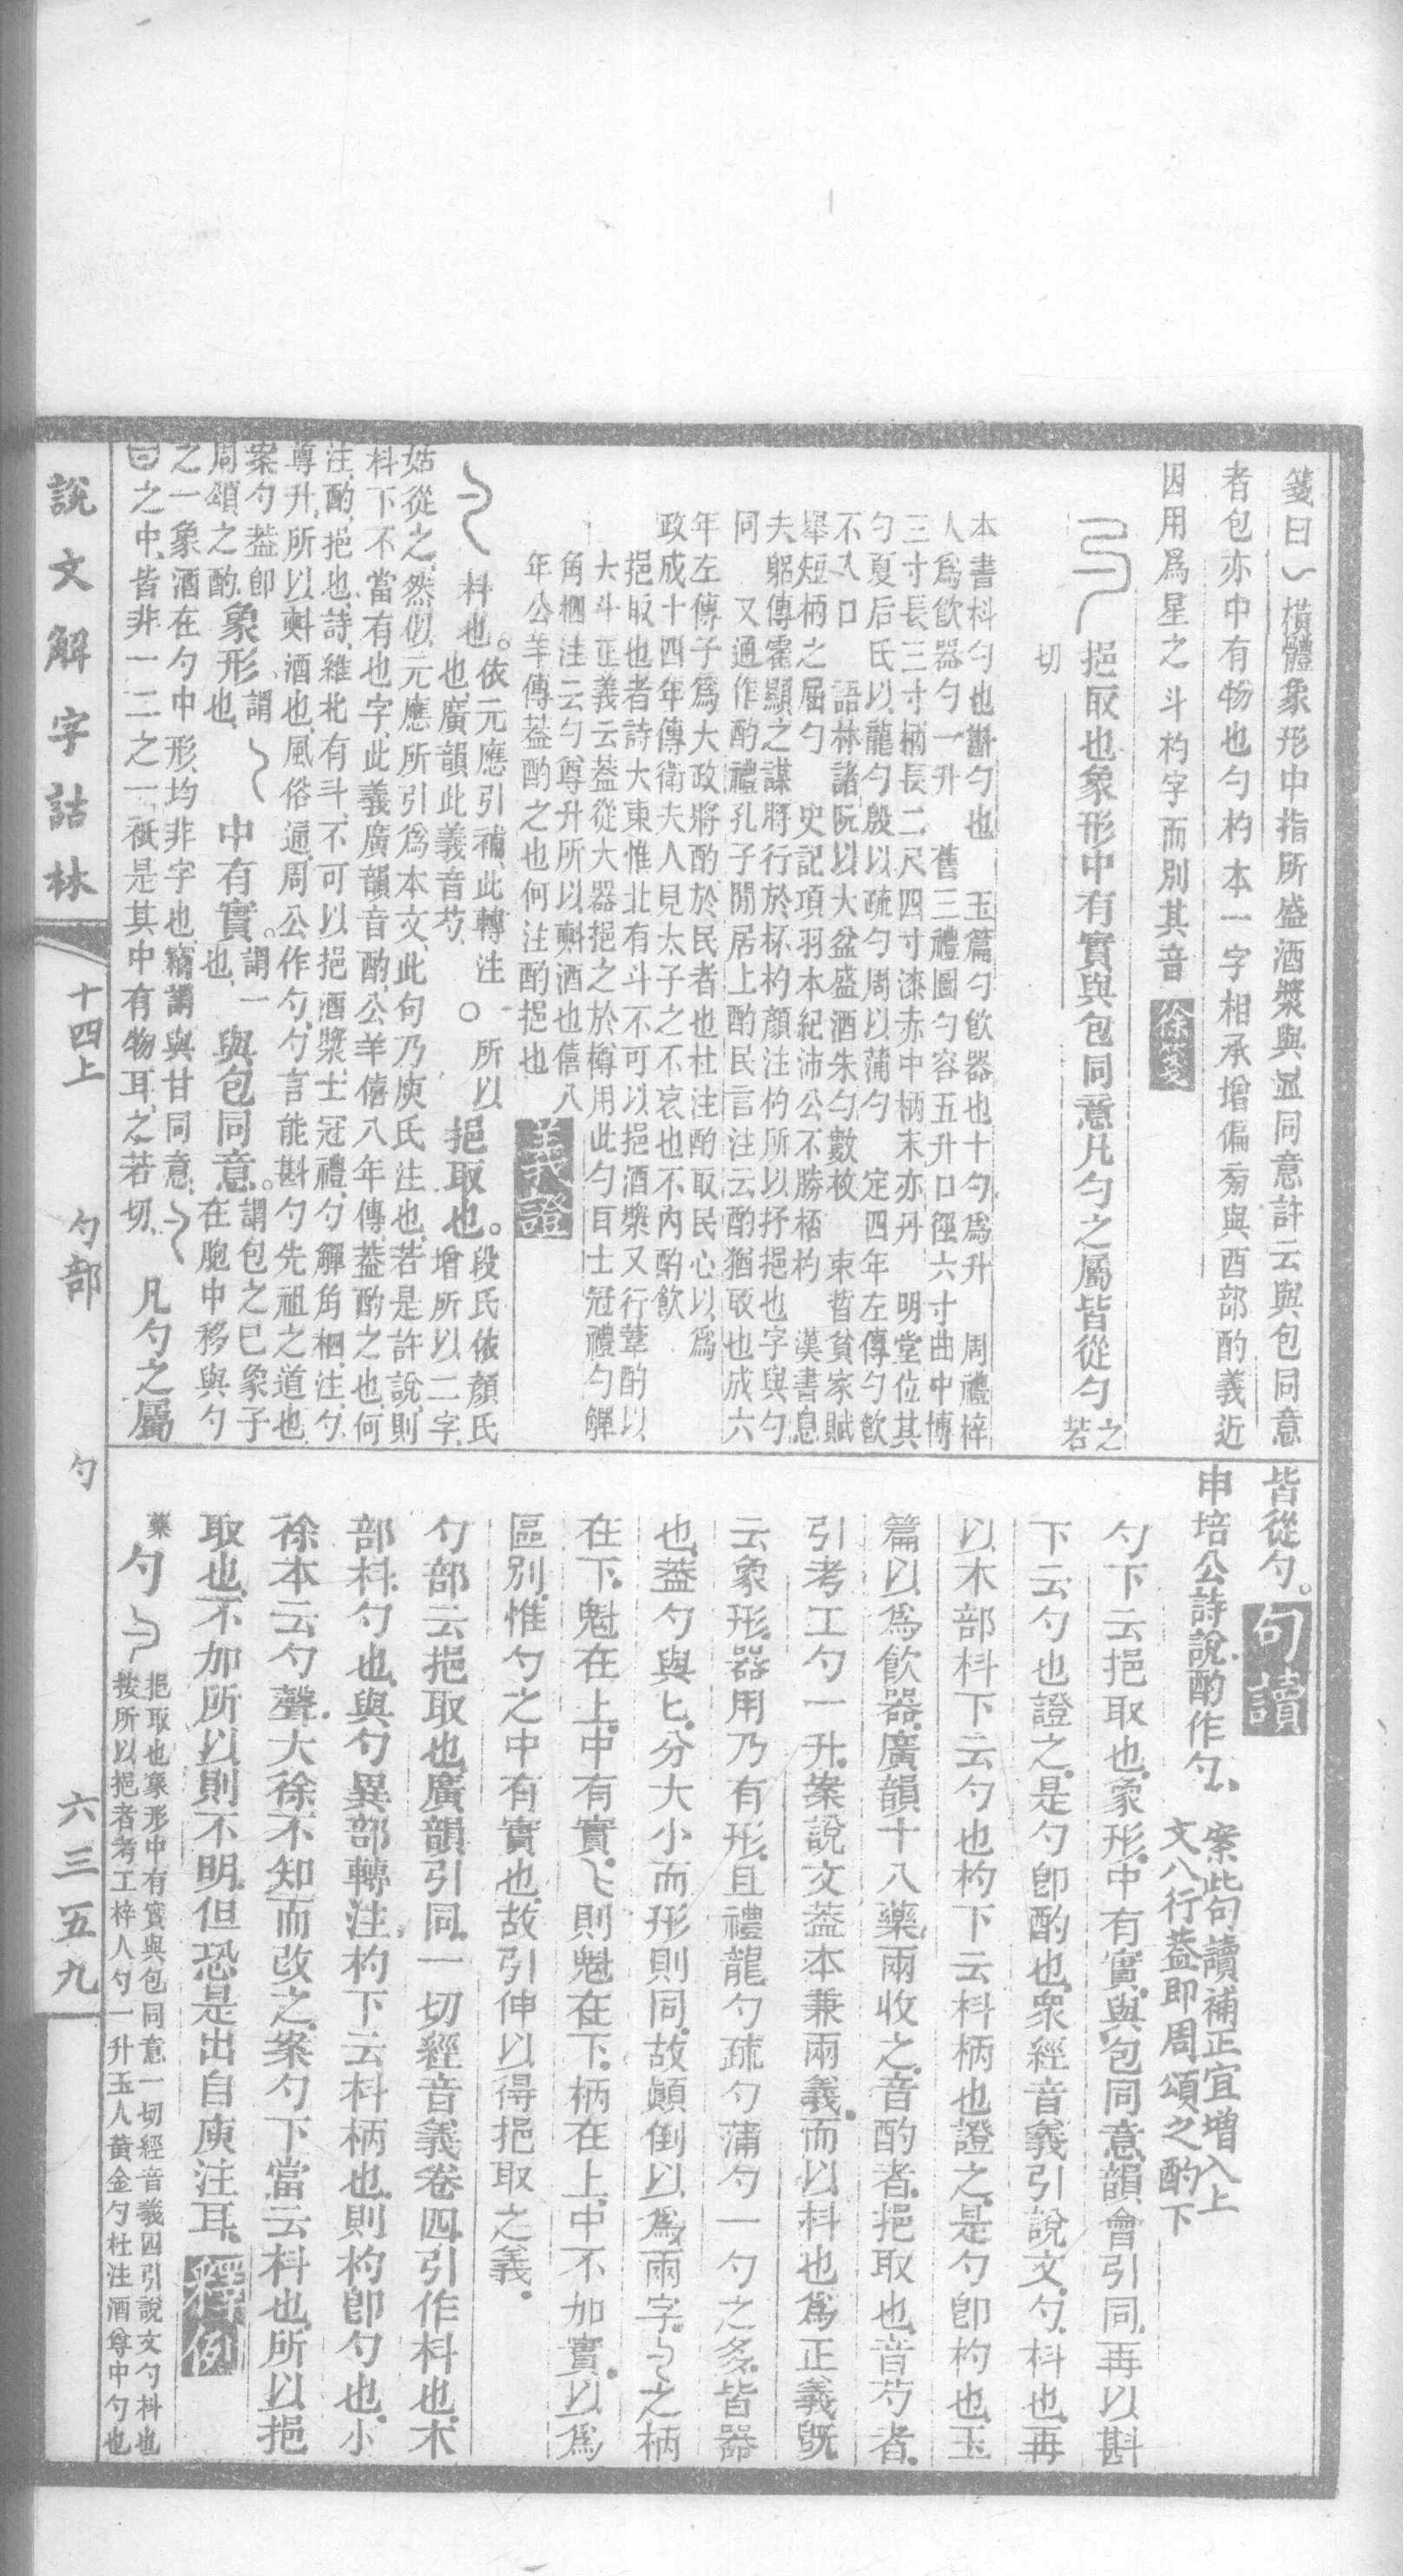 箋曰〵橫體象形中指所盛酒漿與皿同意許云與包同意
者包亦中有物也勺杓本一字相承增偏旁與酉部酌義近
因用爲星之斗杓字而別其音 徐箋
挹取也象形中有實與包同意凡勺之屬皆從勺 之若
切
本書枓勺也斟勺也 玉篇勺飮器也十勺爲升 周禮梓
人爲飮器勺一升 舊三禮圖勺容五升口徑六寸曲中博
三寸長三寸柄長二尺四寸漆赤中柄末亦丹 明堂位其
勺夏后氏以龍勺殷以疏勺周以蒲勺 定四年左傳勺飮
不入口 語林諸阮以大盆盛酒朱勺數枚 束晳貧家賦
舉短柄之屈勺 史記項羽本紀沛公不勝桮杓 漢書息
夫躬傳霍顯之謀將行於杯杓顏注杓所以抒挹也字與勺
同 又通作酌禮孔子閒居上酌民言注云酌猶取也成六
年左傳子爲大政將酌於民者也杜注酌取民心以爲
政成十四年傳衛夫人見太子之不哀也不內酌飮
挹取也者詩大東惟北有斗不可以挹酒漿又行葦酌以
大斗正義云葢從大器挹之於樽用此勺百士冠禮勺觶
角柶注云勺尊升所以㪺酒也僖八
年公羊傳葢酌之也何注酌挹也 義證
枓也。依元應引補、此轉注也、廣韻此義音芍、○所以挹取也。段氏依顏氏增所以二字、
姑從之、然似元應所引爲本文、此句乃庾氏注也、若是許說、則
枓下不當有也字、此義廣韻音酌、公羊僖八年傳、葢酌之也、何
注、酌、挹也、詩、維北有斗、不可以挹酒漿、士冠禮、勺觶角柶、注、勺、
尊升、所以㪺酒也、風俗通、周公作勺、勺言能斟勺先祖之道也、
案勺葢卽周頌之酌、象形、謂也、中有實。謂一也、與包同意。謂包之巳象子在胞中移與勺
之一象酒在勺中、形均非字也、竊謂與甘同意、
之中、皆非一二之一、祇是其中有物耳、之若切、凡勺之屬
皆從勺。句讀
申培公詩說酌作勺、案此句讀補正宜增入上文八行葢卽周頌之酌下
勺下云挹取也、象形、中有實、與包同意、韻會引同、再以斟
下云勺也證之、是勺卽酌也、衆經音義引說文、勺、枓也、再
以木部枓下云勺也杓下云枓柄也證之、是勺卽杓也、玉
篇以爲飮器、廣韻十八藥、兩收之、音酌者、挹取也、音芍者、
引考工勺一升、案說文葢本兼兩義、而以枓也爲正義旣
云象形、器用乃有形、且禮龍勺疏勺蒲勺一勺之多、皆器
也、葢勺與匕、分大小而形則同、故顚倒以爲兩字、之柄
在下、魁在上、中有實、則魁在下、柄在上、中不加實、以爲
區別、惟勺之中有實也、故引伸以得挹取之義、
勺部云挹取也、廣韻引同、一切經音義卷四、引作枓也、木
部枓、勺也、與勺異部轉注、杓下云枓柄也、則杓卽勺也、小
徐本云勺聲、大徐不知而改之、案勺下當云枓也、所以挹
取也、不加所以則不明、但恐是出自庾注耳、釋例
藥 勺 挹取也象形中有實與包同意一切經音義四引說文勺枓也
按所以挹者考工梓人勺一升玉人黃金勺杜注酒尊中勺也
說文解字詁林 十四上 勺部 勺 六三五九